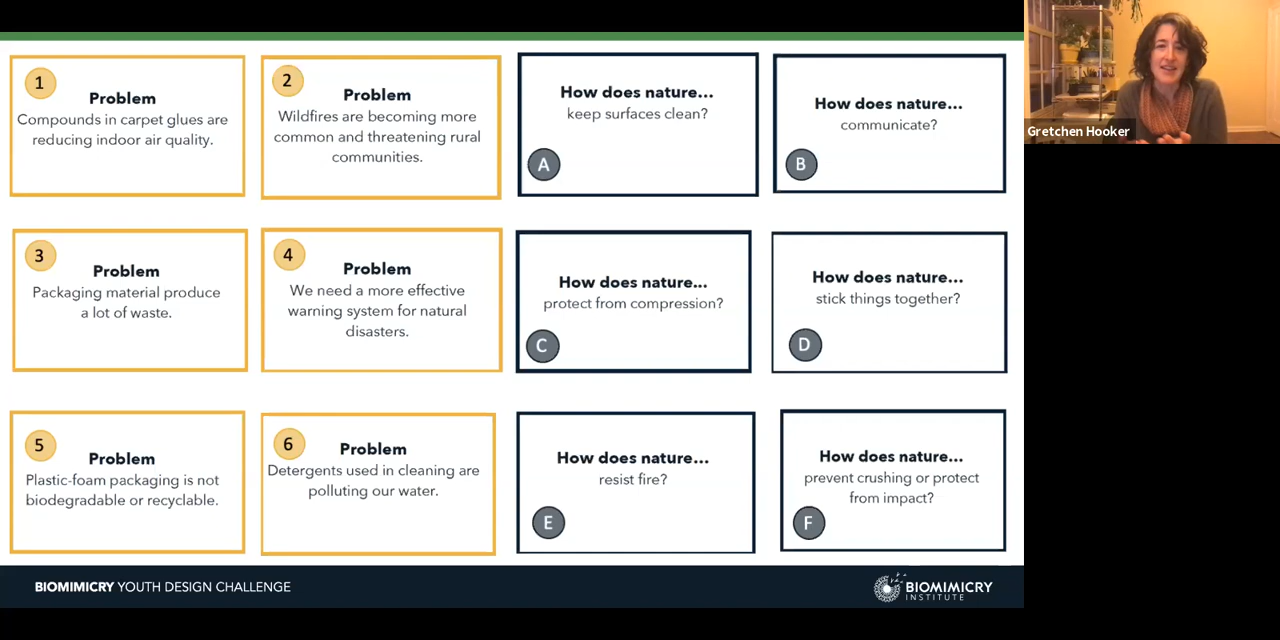 1
Problem
Compounds in carpet glues are
reducing indoor air quality.
2
Problem
Wildfires are becoming more
common and threatening rural
communities.
How does nature...
keep surfaces clean?
A
How does nature...
communicate?
B
Gretchen Hooker
3
Problem
Packaging material produce
a lot of waste.
4
Problem
We need a more effective
warning system for natural
disasters.
How does nature...
protect from compression?
C
How does nature...
stick things together?
D
5
Problem
Plastic-foam packaging is not
biodegradable or recyclable.
6
Problem
Detergents used in cleaning are
polluting our water.
How does nature...
resist fire?
E
How does nature...
prevent crushing or protect
from impact?
F
BIOMIMICRY YOUTH DESIGN CHALLENGE
BIOMIMICRY
INSTITUTE